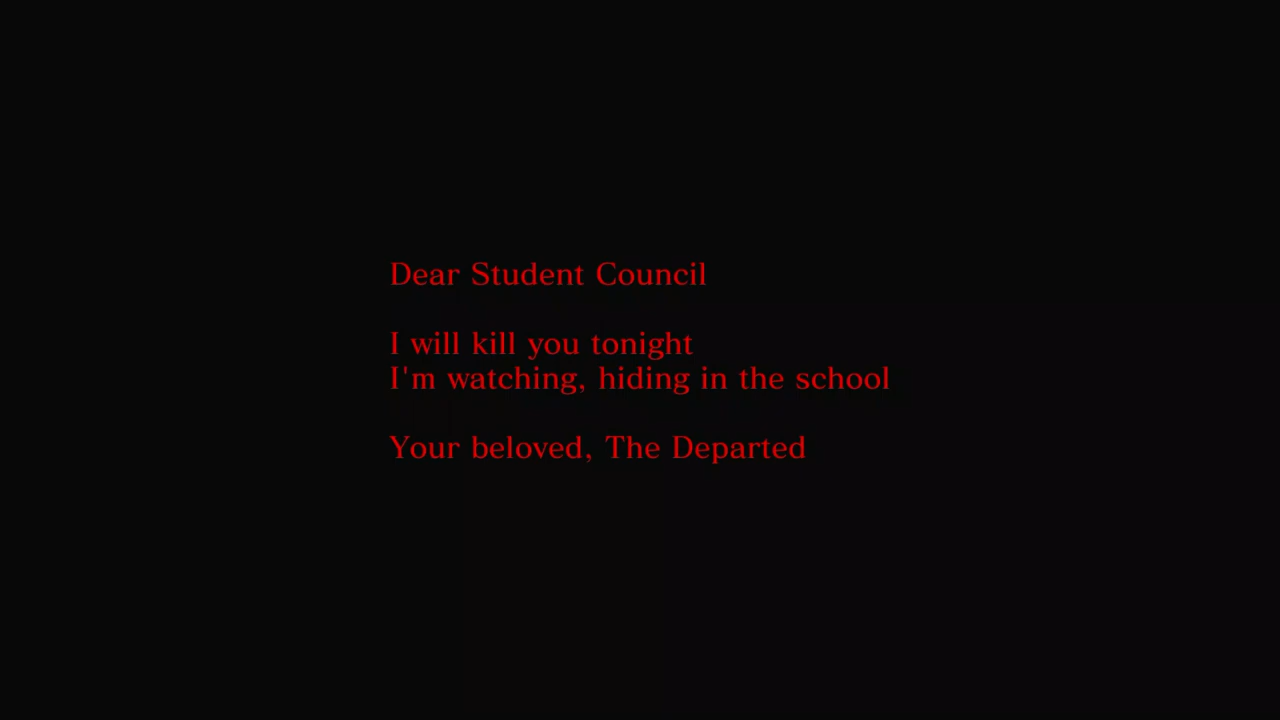 Dear Student Council
I will kill you tonight
I'm watching, hiding in the school
Your beloved, The Departed